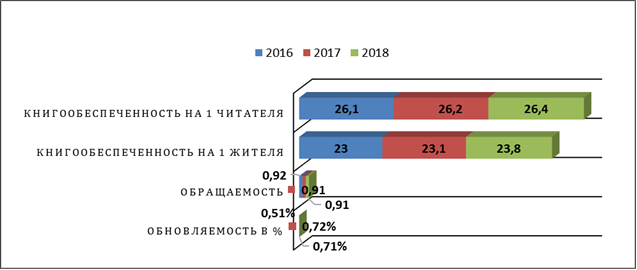 2016 2017 2018
КНИГООБЕСПЕЧЕННОСТЬ НА 1 ЧИТАТЕЛЯ 26,1 26,2 26,4
КНИГООБЕСПЕЧЕННОСТЬ НА 1 ЖИТЕЛЯ 23 23,1 23,8
0,92
ОБРАЩАЕМОСТЬ 0,91
0,91
0,51%
ОБНОВЛЯЕМОСТЬ В % 0,72%
0,71%